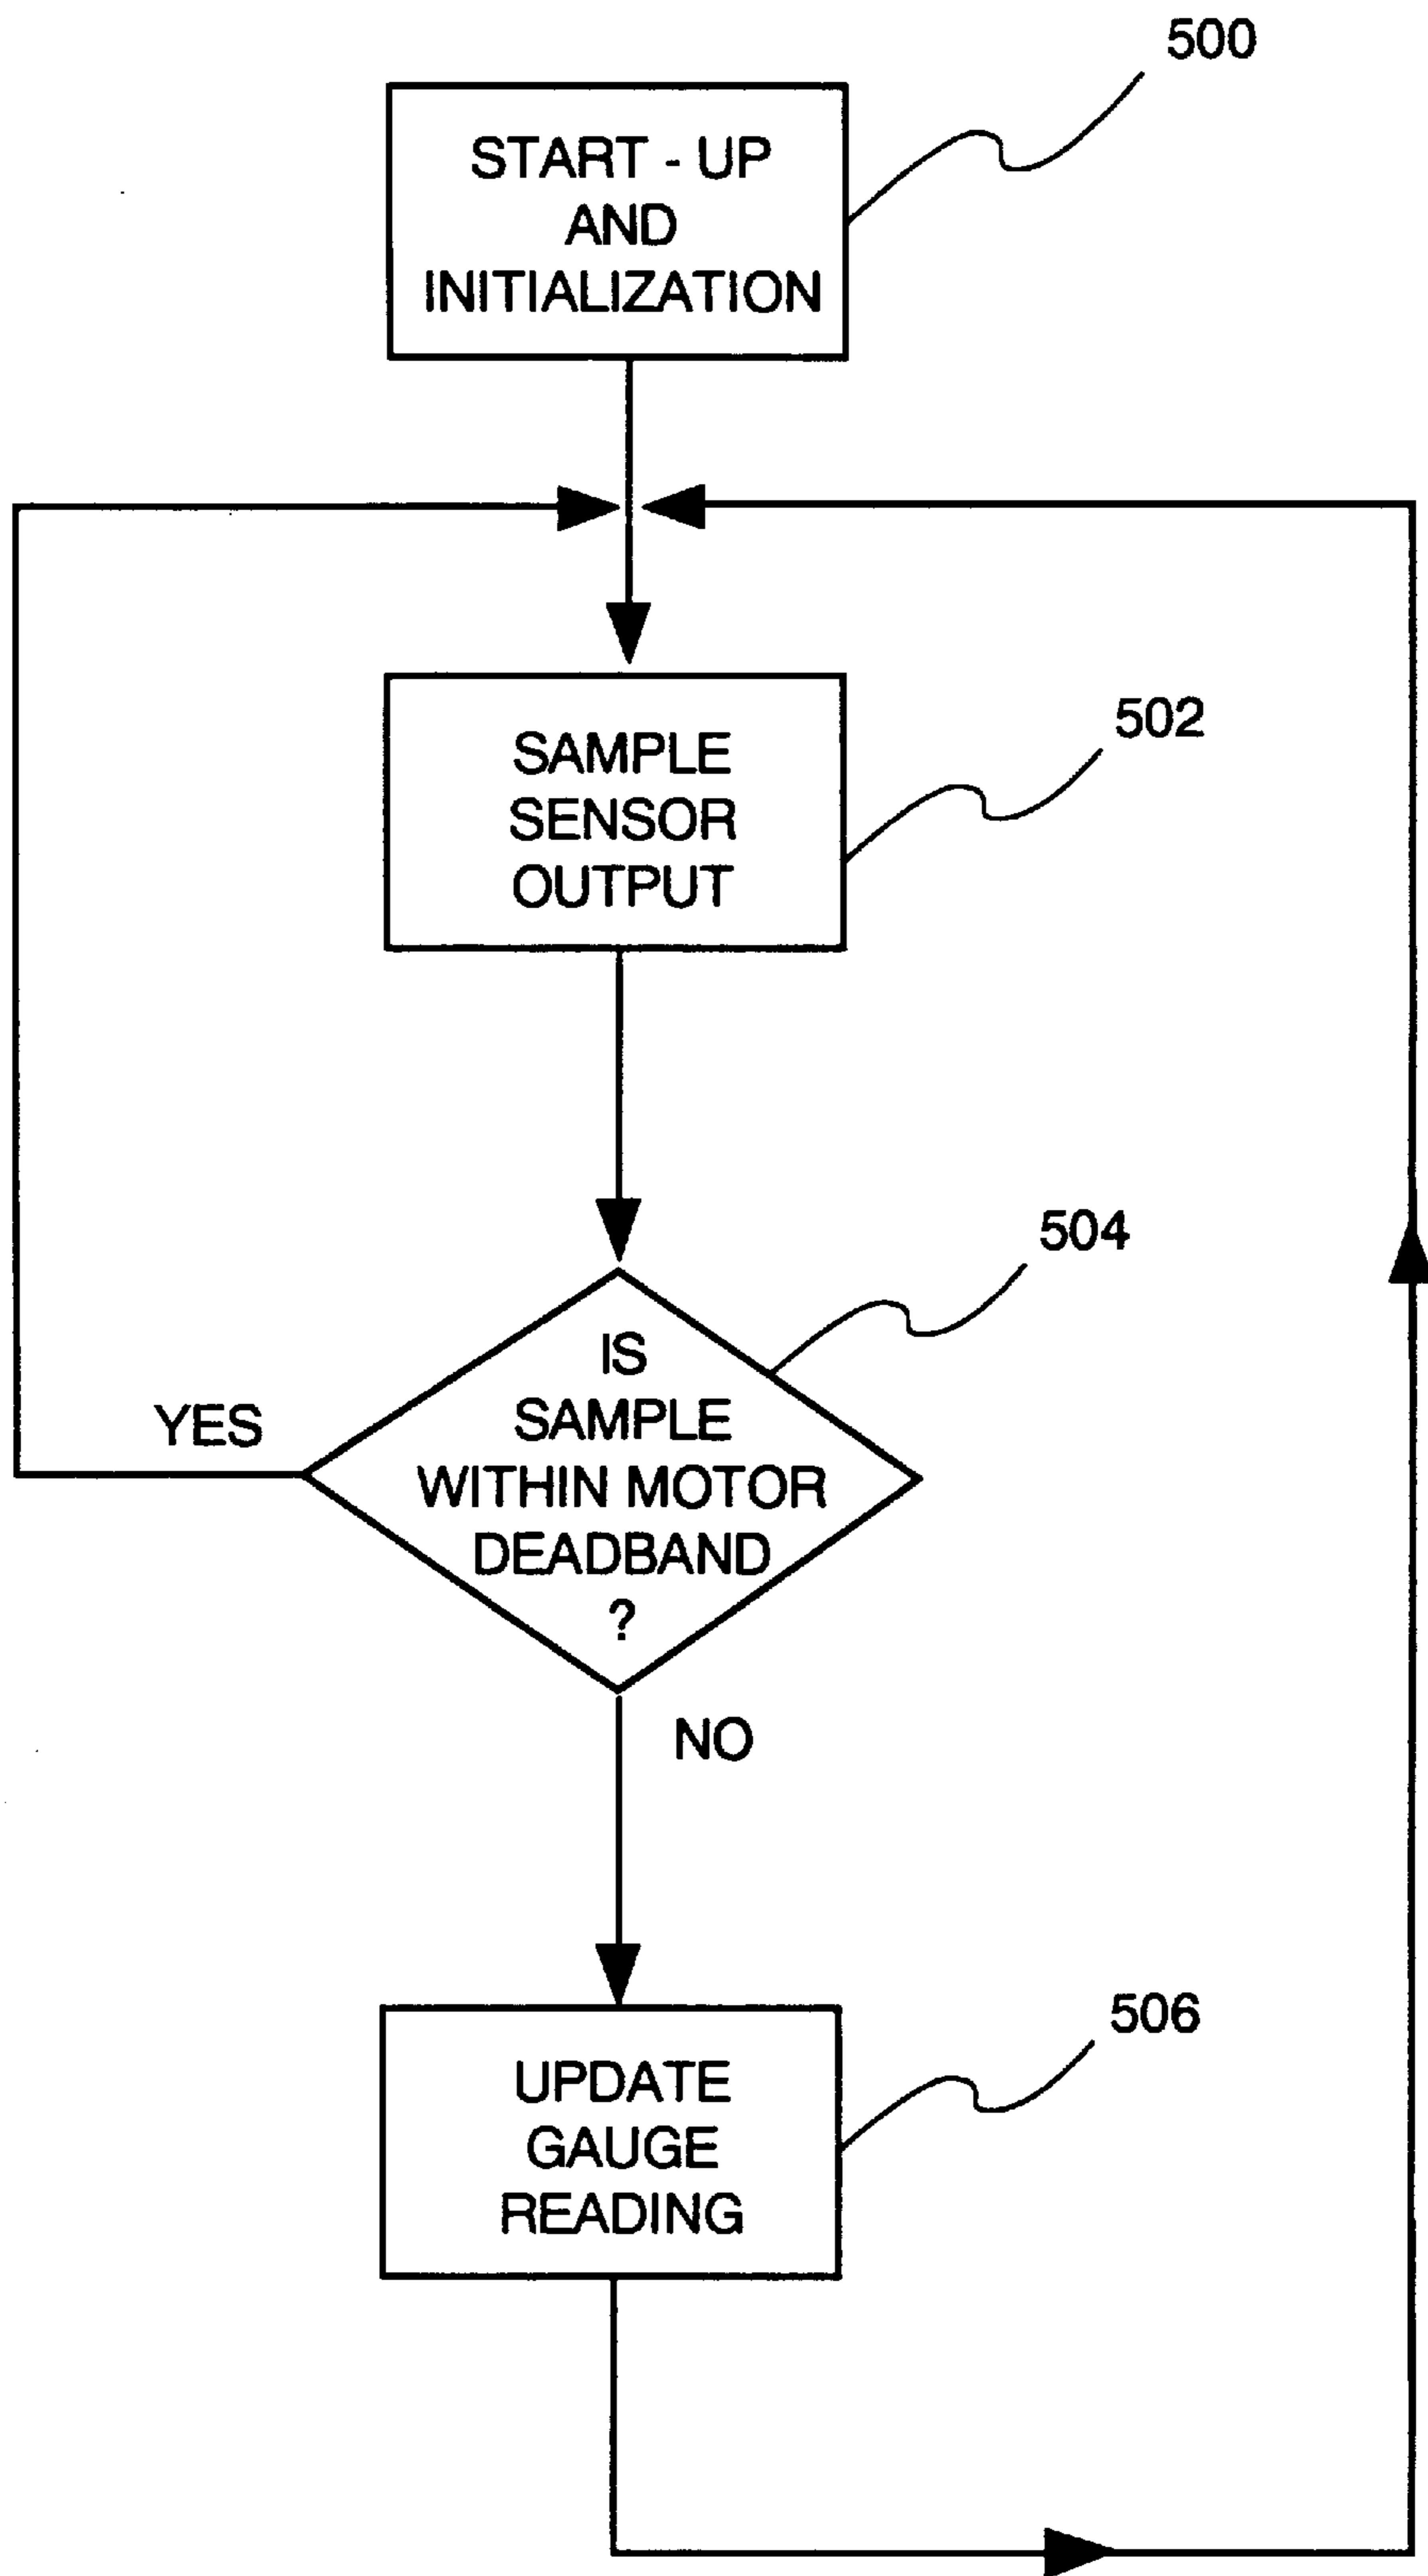 500
START - UP
AND
INITIALIZATION
502
SAMPLE
SENSOR
OUTPUT
504
IS
SAMPLE
WITHIN MOTOR
DEADBAND
?
YES
NO
506
UPDATE
GAUGE
READING